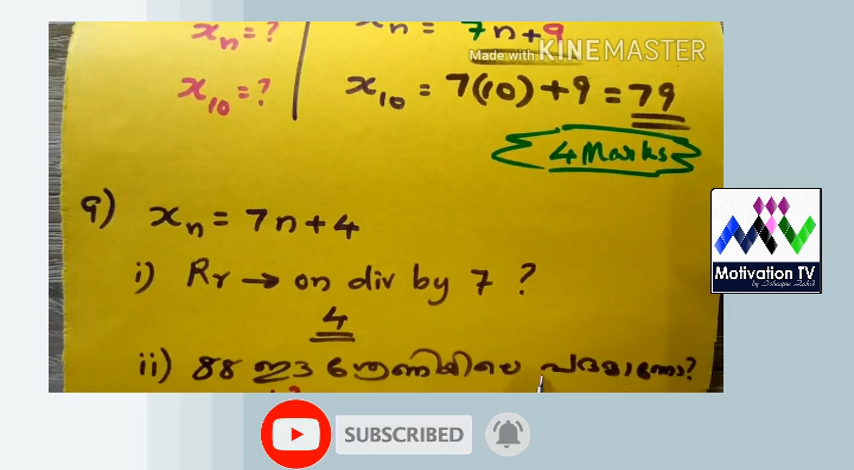 xn = ?
xn = 7n + 9
Made with KINEMASTER
x10 = ?
x10 = 7(10) + 9 = 79
4 Marks
9) xn = 7n + 4
i) Rr → on div by 7 ?
4
ii) 88 ഈ ശ്രേണിയിലെ പദമാണോ?
Motivation TV
SUBSCRIBED